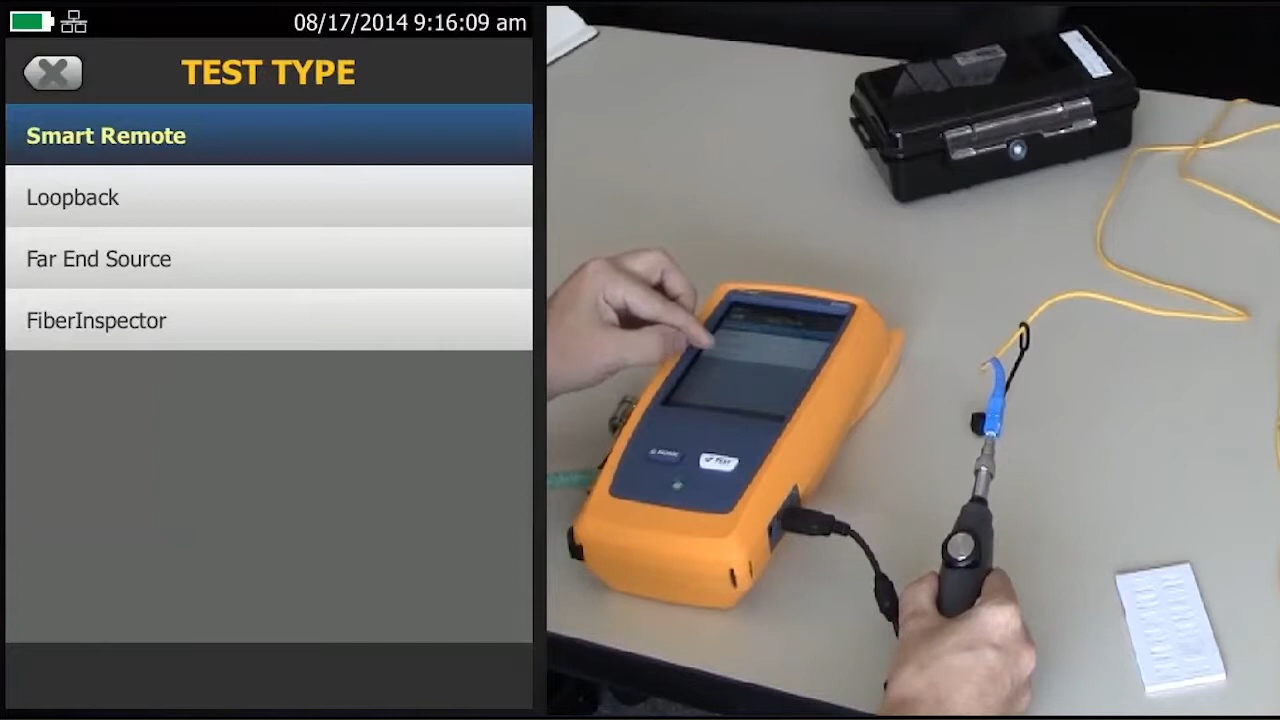 08/17/2014 9:16:09 am
TEST TYPE
Smart Remote
Loopback
Far End Source
FiberInspector
TEST